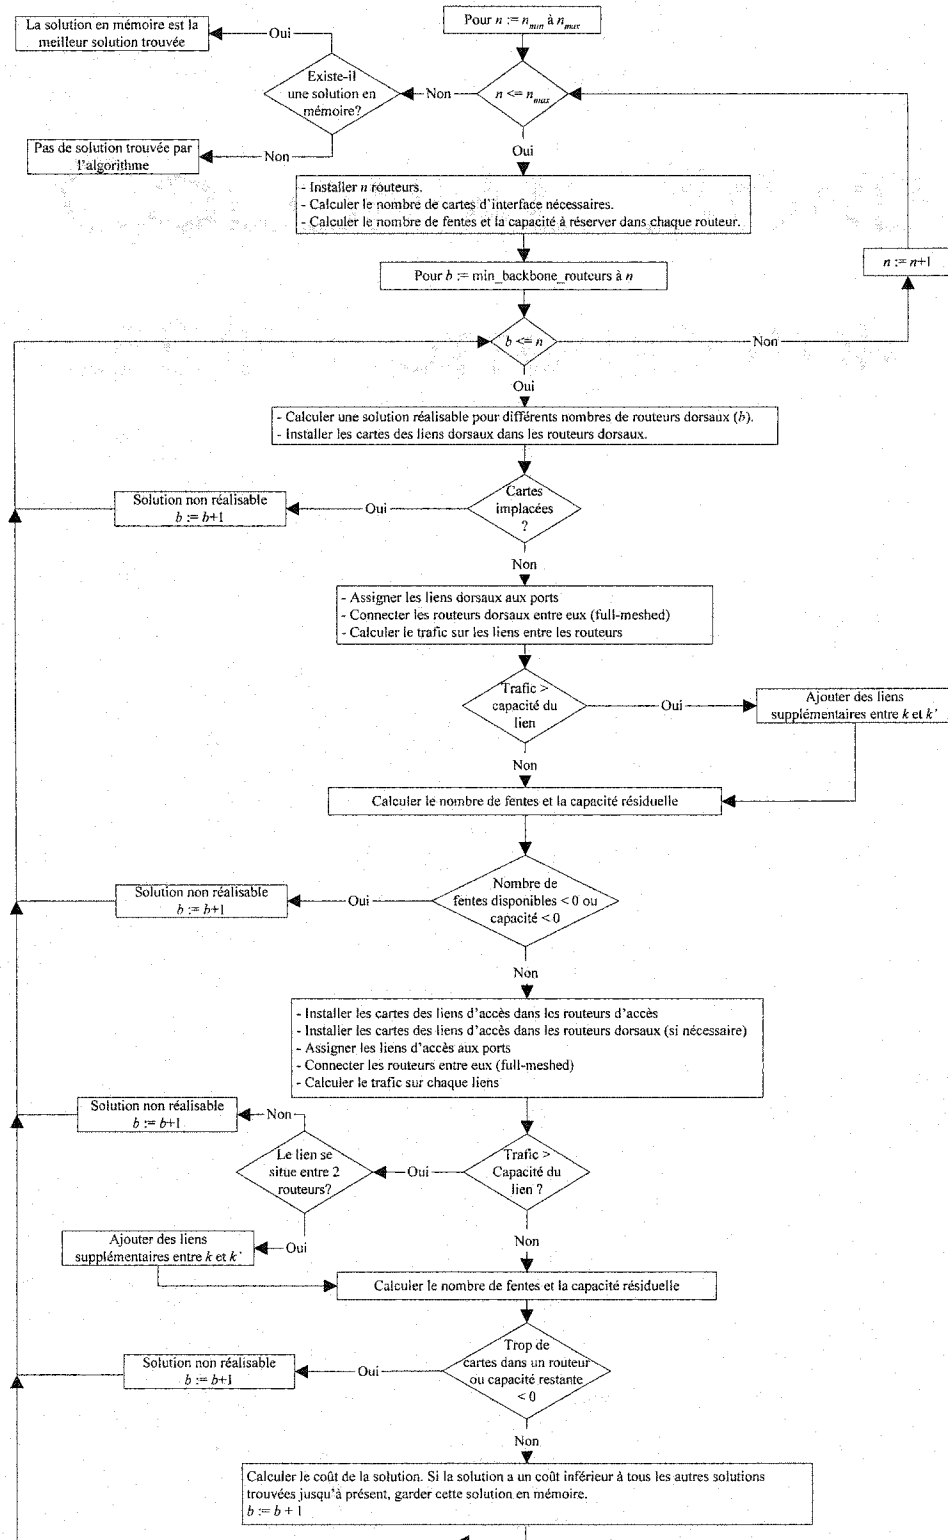 Pour n := n_min à n_max
La solution en mémoire est la
meilleur solution trouvée
Oui
Existe-il
une solution en
mémoire?
Non
n <= n_max
Pas de solution trouvée par
l'algorithme
Non
Oui
- Installer n routeurs.
- Calculer le nombre de cartes d'interface nécessaires.
- Calculer le nombre de fentes et la capacité à réserver dans chaque routeur.
n := n+1
Pour b := min_backbone_routeurs à n
b <= n
Non
Oui
- Calculer une solution réalisable pour différents nombres de routeurs dorsaux (b).
- Installer les cartes des liens dorsaux dans les routeurs dorsaux.
Solution non réalisable
b := b+1
Oui
Cartes
implacées
?
Non
- Assigner les liens dorsaux aux ports
- Connecter les routeurs dorsaux entre eux (full-meshed)
- Calculer le trafic sur les liens entre les routeurs
Trafic >
capacité du
lien
Oui
Ajouter des liens
supplémentaires entre k et k'
Non
Calculer le nombre de fentes et la capacité résiduelle
Solution non réalisable
b := b+1
Oui
Nombre de
fentes disponibles < 0 ou
capacité < 0
Non
- Installer les cartes des liens d'accès dans les routeurs d'accès
- Installer les cartes des liens d'accès dans les routeurs dorsaux (si nécessaire)
- Assigner les liens d'accès aux ports
- Connecter les routeurs entre eux (full-meshed)
- Calculer le trafic sur chaque liens
Solution non réalisable
b := b+1
Non
Le lien se
situe entre 2
routeurs?
Oui
Trafic >
Capacité du
lien ?
Ajouter des liens
supplémentaires entre k et k'
Oui
Non
Calculer le nombre de fentes et la capacité résiduelle
Solution non réalisable
b := b+1
Oui
Trop de
cartes dans un routeur
ou capacité restante
< 0
Non
Calculer le coût de la solution. Si la solution a un coût inférieur à tous les autres solutions
trouvées jusqu'à présent, garder cette solution en mémoire.
b := b + 1